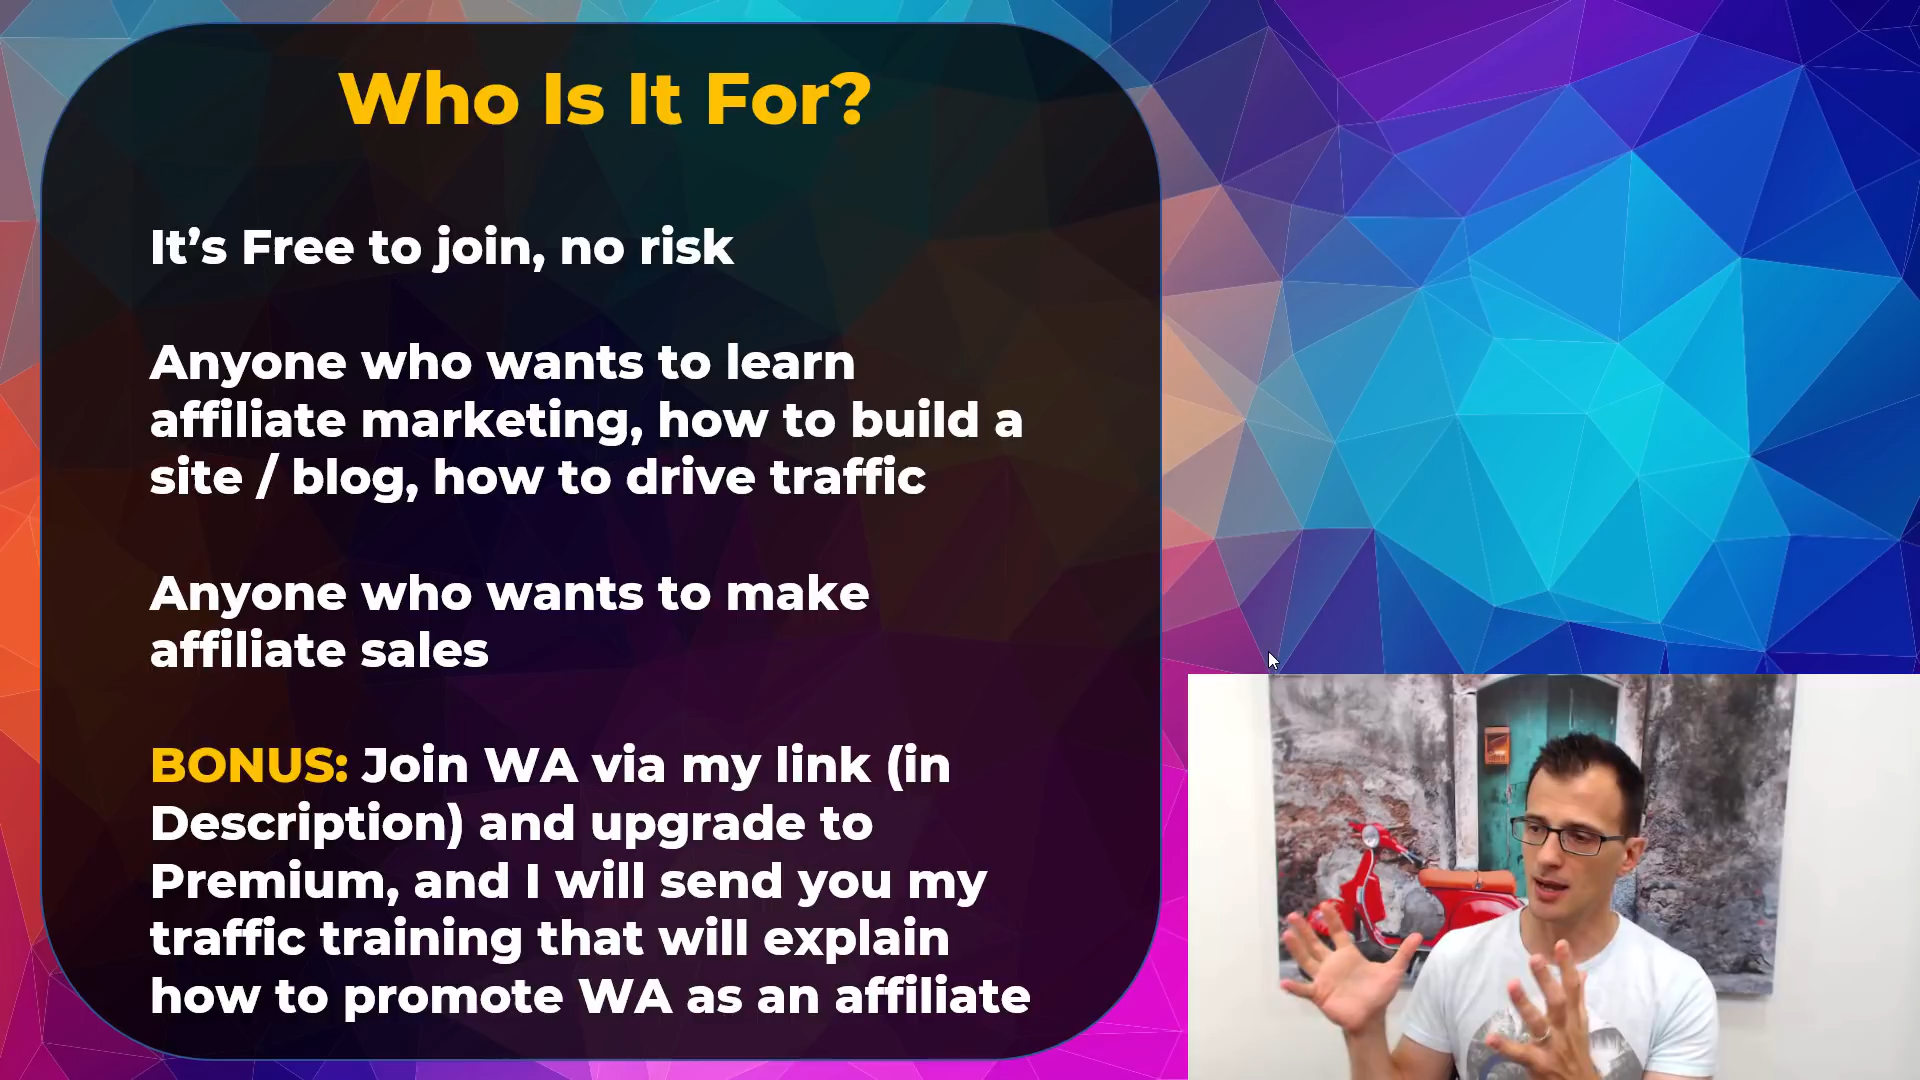 Who Is It For?
It's Free to join, no risk
Anyone who wants to learn
affiliate marketing, how to build a
site / blog, how to drive traffic
Anyone who wants to make
affiliate sales
BONUS: Join WA via my link (in
Description) and upgrade to
Premium, and I will send you my
traffic training that will explain
how to promote WA as an affiliate